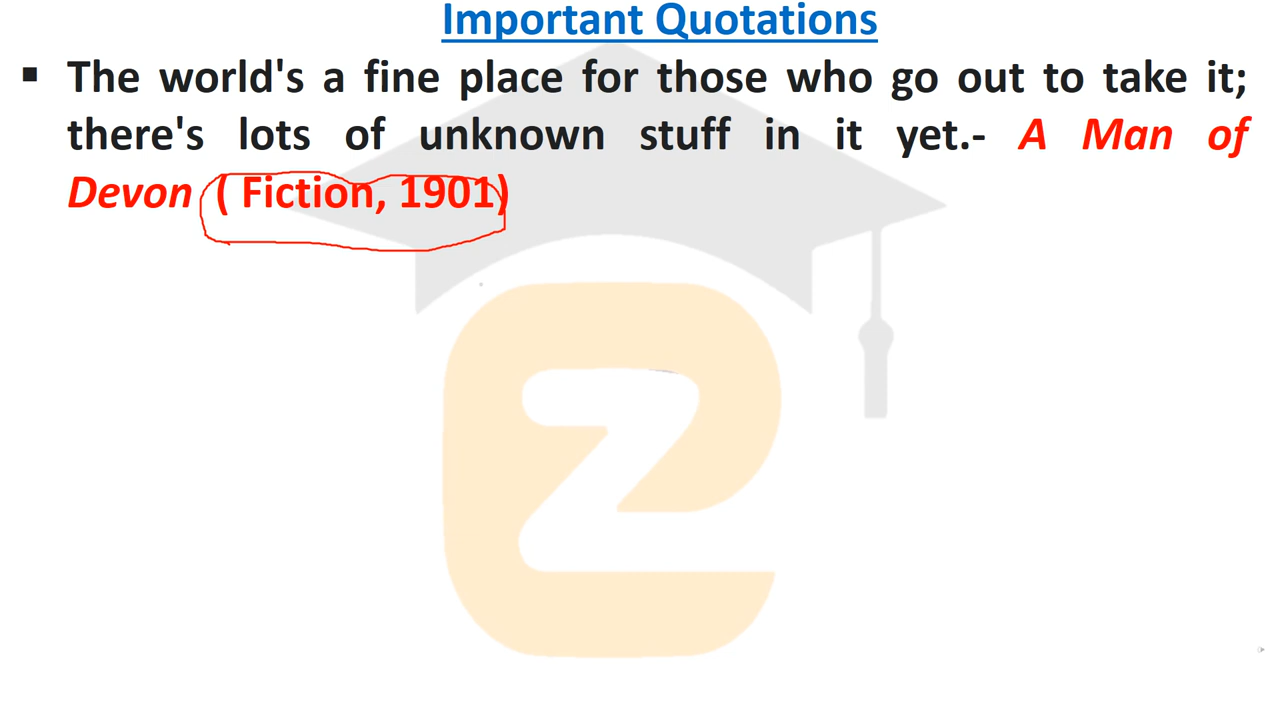 Important Quotations
▪ The world's a fine place for those who go out to take it;
there's lots of unknown stuff in it yet.- A Man of
Devon ( Fiction, 1901)